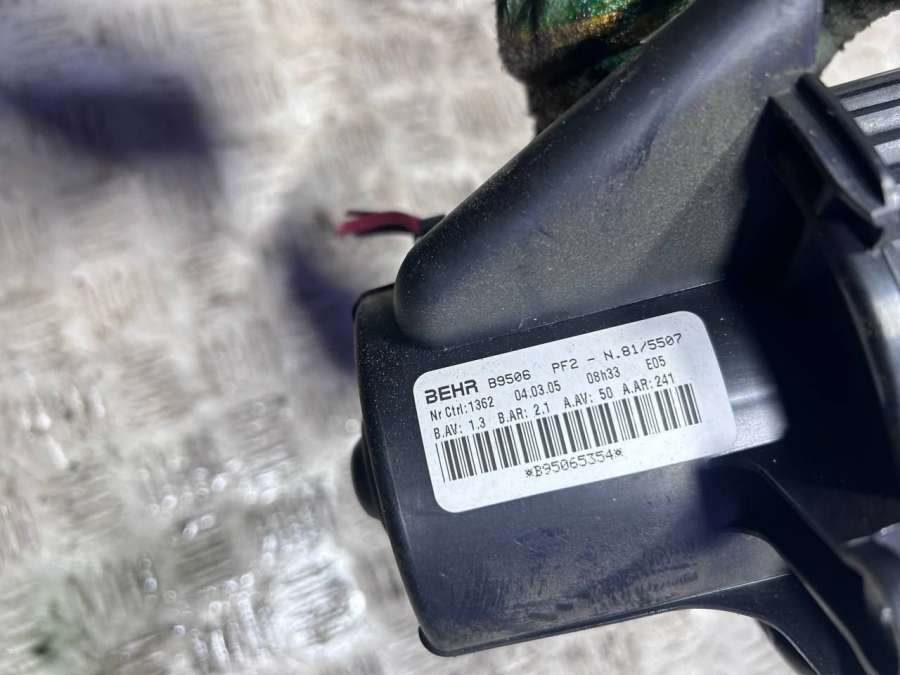 BEHR B9506 PF2 - N.81/5507
Nr Ctrl:1362 04.03.05 08h33 E05
B.AV: 1.3 B.AR: 2.1 A.AV: 50 A.AR:241
*B95065354*